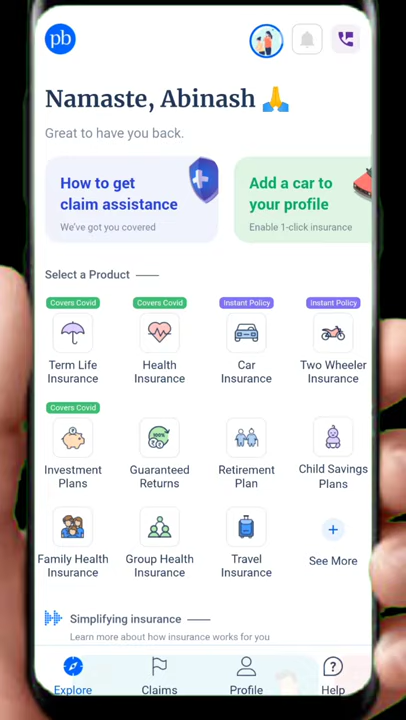 pb
Namaste, Abinash 🙏
Great to have you back.
How to get
claim assistance
We've got you covered
Add a car to
your profile
Enable 1-click insurance
Select a Product
Covers Covid
Covers Covid
Instant Policy
Instant Policy
Term Life
Insurance
Health
Insurance
Car
Insurance
Two Wheeler
Insurance
Covers Covid
100%
Investment
Plans
Guaranteed
Returns
Retirement
Plan
Child Savings
Plans
Family Health
Insurance
Group Health
Insurance
Travel
Insurance
See More
Simplifying insurance
Learn more about how insurance works for you
Explore
Claims
Profile
Help